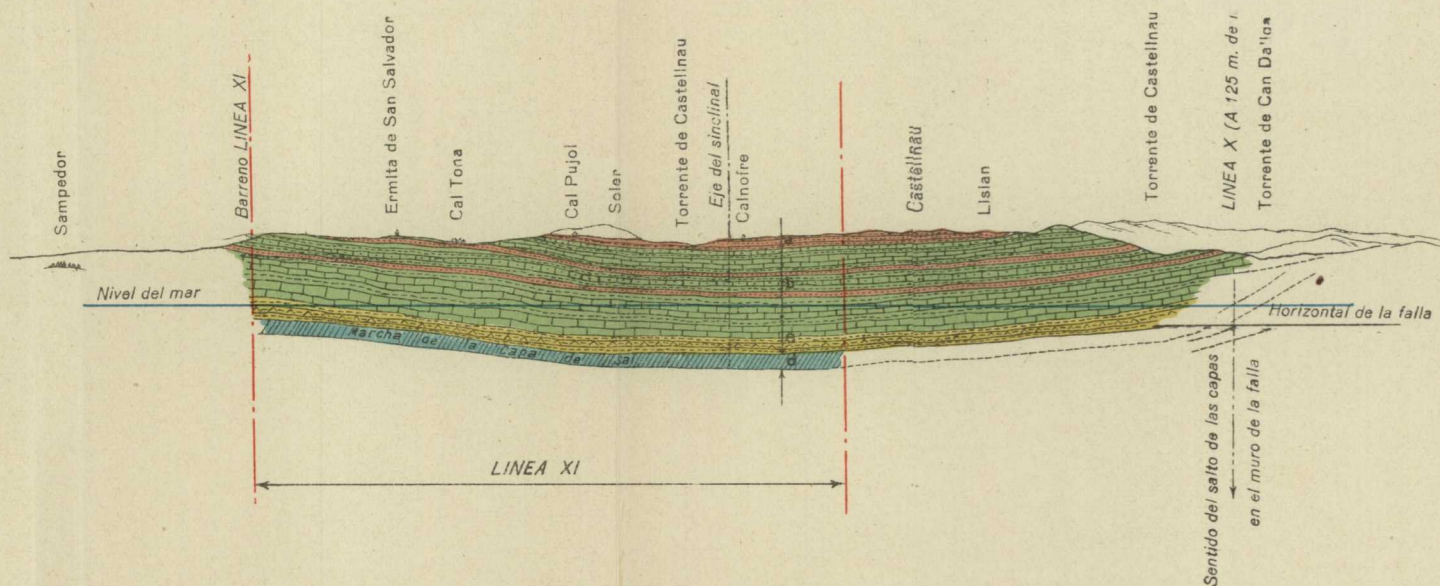 Sampedor
Barreno LINEA XI
Ermita de San Salvador
Cal Tona
Cal Pujol
Soler
Torrente de Castellnau
Eje del sinclinal
Calnoire
Castellnau
Lislan
Torrente de Castellnau
LINEA X (A 125 m. de
Torrente de Can
Nivel del mar
a
b
c
d
Marcha de la Capa de sal
Horizontal de la falla
LINEA XI
Sentido del salto de las capas
en el muro de la falla